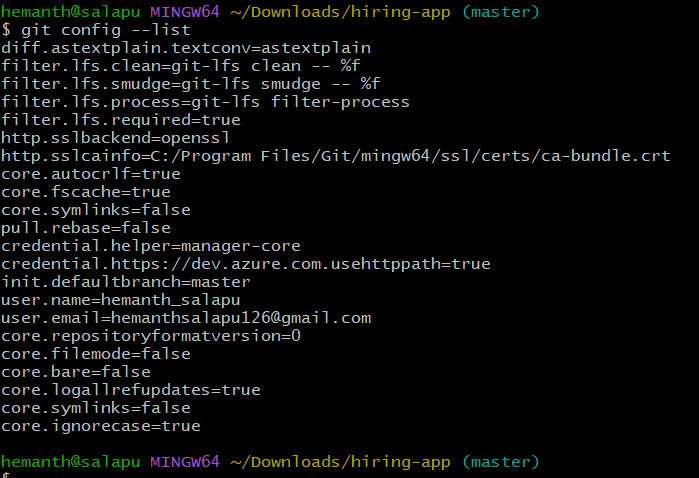 hemanth@salapu MINGW64 ~/Downloads/hiring-app (master)
$ git config --list
diff.astextplain.textconv=astextplain
filter.lfs.clean=git-lfs clean -- %f
filter.lfs.smudge=git-lfs smudge -- %f
filter.lfs.process=git-lfs filter-process
filter.lfs.required=true
http.sslbackend=openssl
http.sslcainfo=C:/Program Files/Git/mingw64/ssl/certs/ca-bundle.crt
core.autocrlf=true
core.fscache=true
core.symlinks=false
pull.rebase=false
credential.helper=manager-core
credential.https://dev.azure.com.usehttppath=true
init.defaultbranch=master
user.name=hemanth_salapu
user.email=hemanthsalapu126@gmail.com
core.repositoryformatversion=0
core.filemode=false
core.bare=false
core.logallrefupdates=true
core.symlinks=false
core.ignorecase=true
hemanth@salapu MINGW64 ~/Downloads/hiring-app (master)
$